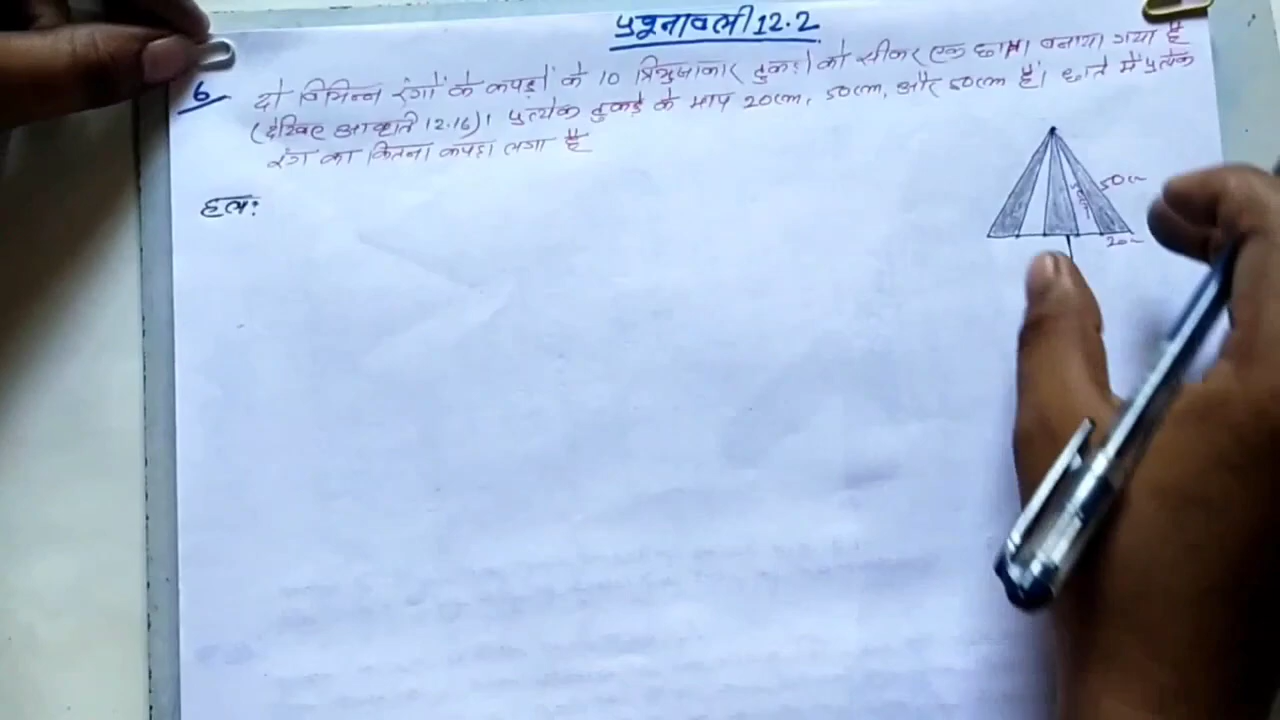 प्रश्नावली 12.2
6 दो विभिन्न रंगों के कपड़ों के 10 त्रिभुजाकार टुकड़ों को सीकर एक छाता बनाया गया है
(देखिए आकृति 12.16)। प्रत्येक टुकड़े के माप 20cm, 50cm, और 50cm हैं। छाते में प्रत्येक
रंग का कितना कपड़ा लगा है
हल:
50cm
20cm